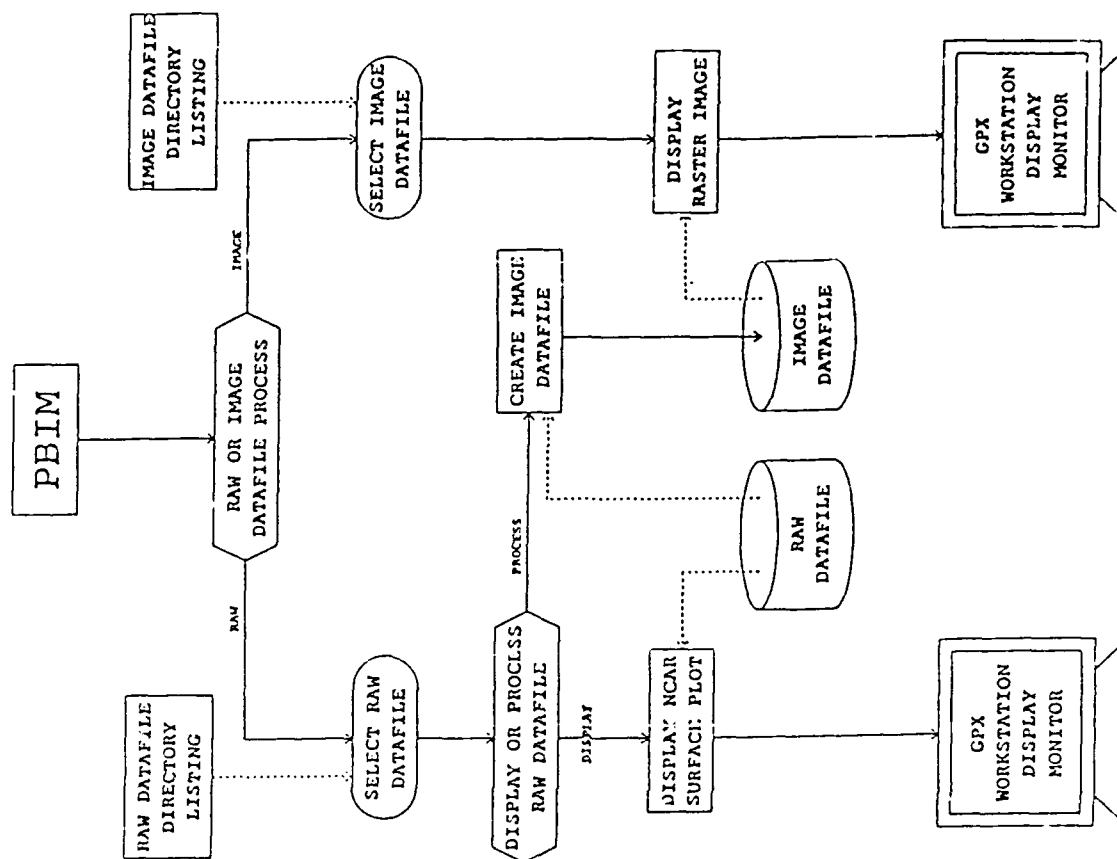 PBIM
RAW OR IMAGE
DATAFILE PROCESS
RAW
IMAGE
RAW DATAFILE
DIRECTORY
LISTING
IMAGE DATAFILE
DIRECTORY
LISTING
SELECT RAW
DATAFILE
SELECT IMAGE
DATAFILE
DISPLAY OR PROCLSS
RAW DATAFILE
PROCESS
CREATE IMAGE
DATAFILE
DISPLAY
DISPLAY NCAR
SURFACE PLOT
DISPLAY
RASTER IMAGE
RAW
DATAFILE
IMAGE
DATAFILE
GPX
WORKSTATION
DISPLAY
MONITOR
GPX
WORKSTATION
DISPLAY
MONITOR